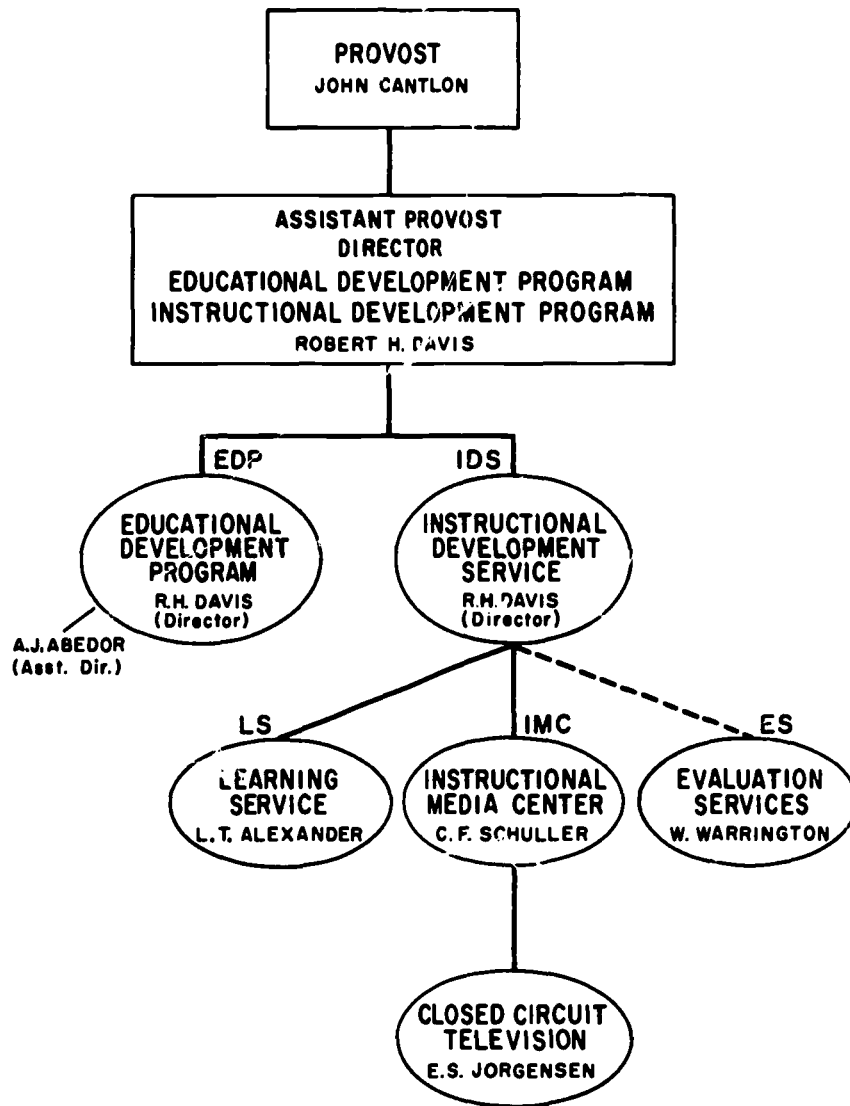 PROVOST
JOHN CANTLON
ASSISTANT PROVOST
DIRECTOR
EDUCATIONAL DEVELOPMENT PROGRAM
INSTRUCTIONAL DEVELOPMENT PROGRAM
ROBERT H. DAVIS
EDP
IDS
EDUCATIONAL
DEVELOPMENT
PROGRAM
R.H. DAVIS
(Director)
A.J. ABEDOR
(Asst. Dir.)
INSTRUCTIONAL
DEVELOPMENT
SERVICE
R.H. DAVIS
(Director)
LS
IMC
ES
LEARNING
SERVICE
L.T. ALEXANDER
INSTRUCTIONAL
MEDIA CENTER
C.F. SCHULLER
EVALUATION
SERVICES
W. WARRINGTON
CLOSED CIRCUIT
TELEVISION
E.S. JORGENSEN